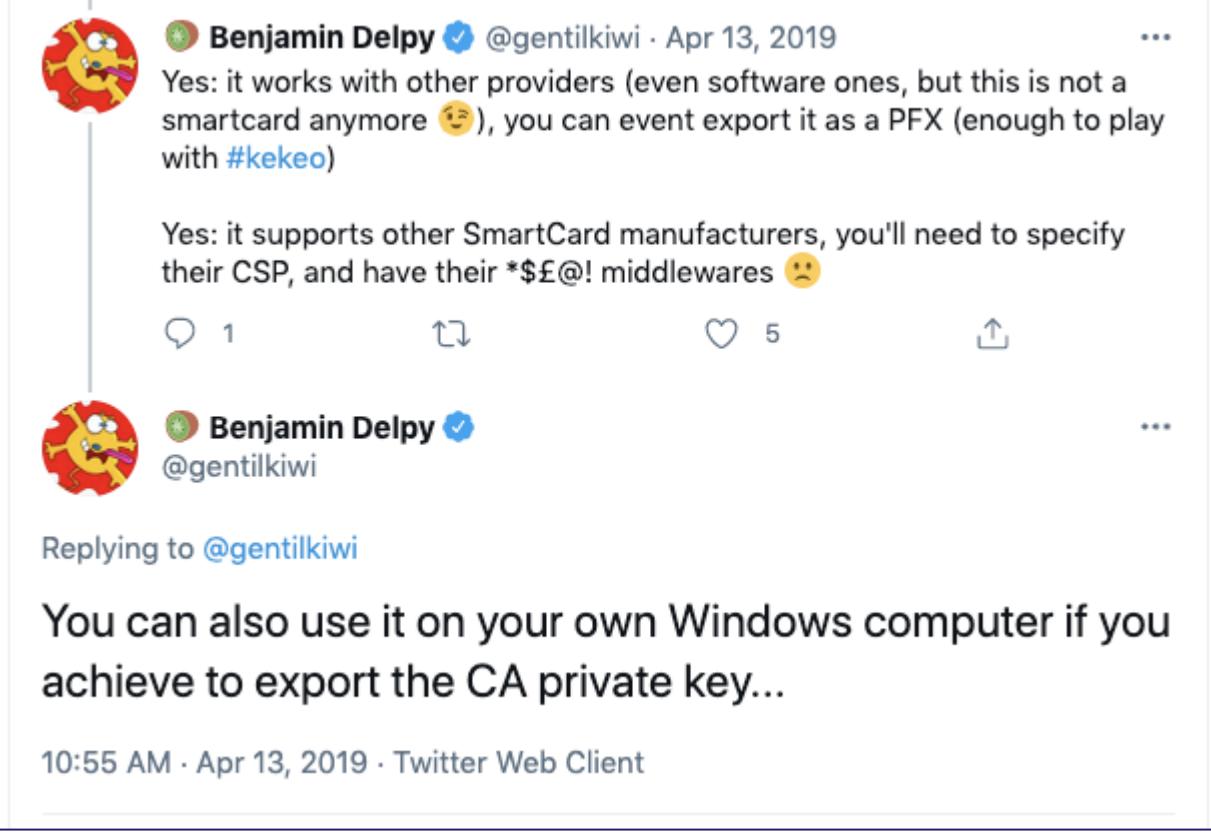 🥝 Benjamin Delpy @gentilkiwi · Apr 13, 2019
Yes: it works with other providers (even software ones, but this is not a
smartcard anymore 😉), you can event export it as a PFX (enough to play
with #kekeo)
Yes: it supports other SmartCard manufacturers, you'll need to specify
their CSP, and have their *$£@! middlewares 🙁
1 5
🥝 Benjamin Delpy
@gentilkiwi
Replying to @gentilkiwi
You can also use it on your own Windows computer if you
achieve to export the CA private key...
10:55 AM · Apr 13, 2019 · Twitter Web Client